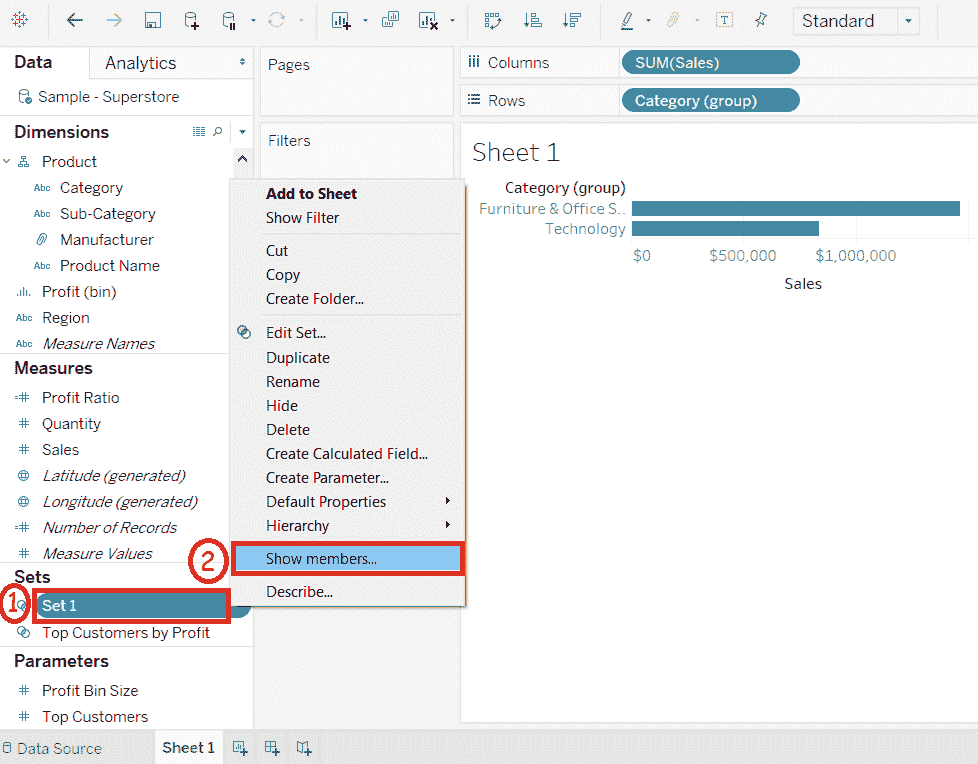 Standard
Data
Analytics
Sample - Superstore
Dimensions
Product
Abc Category
Abc Sub-Category
Manufacturer
Abc Product Name
Profit (bin)
Abc Region
Abc Measure Names
Measures
Profit Ratio
Quantity
Sales
Latitude (generated)
Longitude (generated)
Number of Records
Measure Values
Sets
1 Set 1
Top Customers by Profit
Parameters
Profit Bin Size
Top Customers
Pages
Filters
Add to Sheet
Show Filter
Cut
Copy
Create Folder...
Edit Set...
Duplicate
Rename
Hide
Delete
Create Calculated Field...
Create Parameter...
Default Properties
Hierarchy
2 Show members...
Describe...
Columns SUM(Sales)
Rows Category (group)
Sheet 1
Category (group)
Furniture & Office S..
Technology
$0 $500,000 $1,000,000
Sales
Data Source Sheet 1